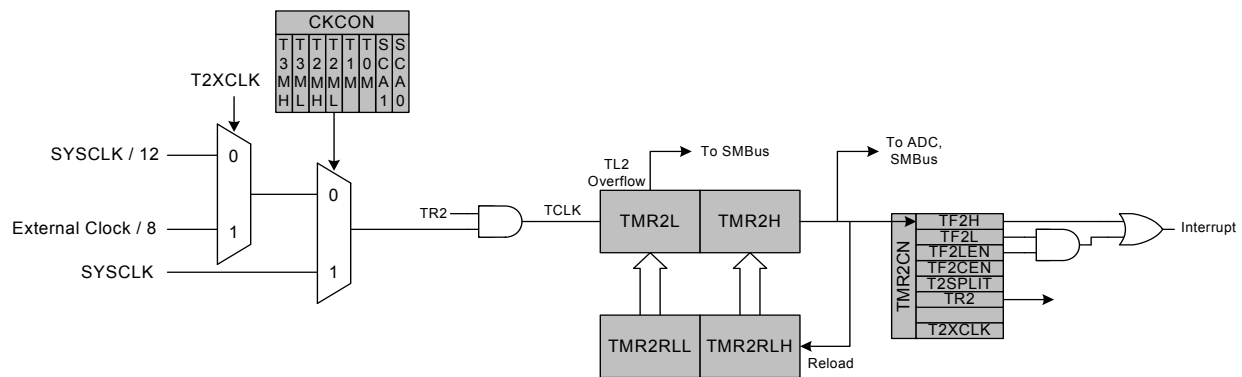 CKCON
T3MH
T3ML
T2MH
T2ML
T1M
T0M
SCA1
SCA0
T2XCLK
SYSCLK / 12
0
External Clock / 8
1
SYSCLK
0
1
TR2
TCLK
TL2
Overflow
To SMBus
To ADC,
SMBus
TMR2L
TMR2H
TMR2RLL
TMR2RLH
Reload
TMR2CN
TF2H
TF2L
TF2LEN
TF2CEN
T2SPLIT
TR2
T2XCLK
Interrupt